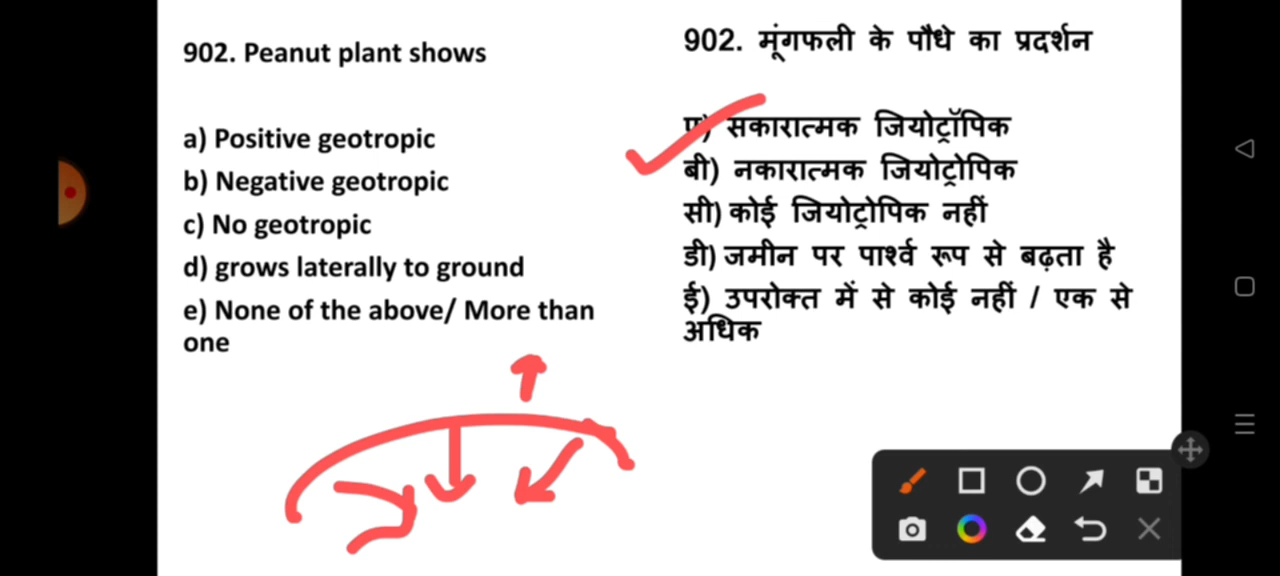 902. Peanut plant shows
a) Positive geotropic
b) Negative geotropic
c) No geotropic
d) grows laterally to ground
e) None of the above/ More than
one
902. मूंगफली के पौधे का प्रदर्शन
ए) सकारात्मक जियोट्रॉपिक
बी) नकारात्मक जियोट्रोपिक
सी) कोई जियोट्रोपिक नहीं
डी) जमीन पर पार्श्व रूप से बढ़ता है
ई) उपरोक्त में से कोई नहीं / एक से
अधिक